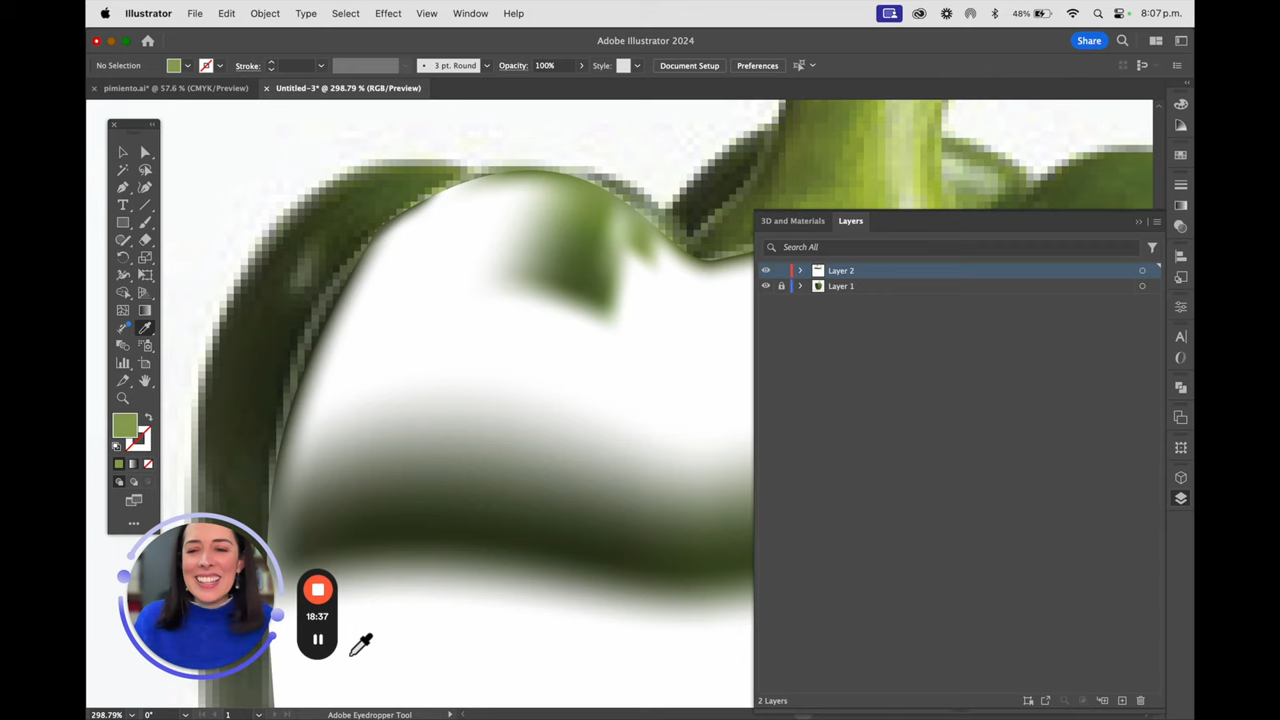 Illustrator File Edit Object Type Select Effect View Window Help 48% 8:07 p.m.
Adobe Illustrator 2024 Share
No Selection Stroke: 3 pt. Round Opacity: 100% Style: Document Setup Preferences
pimiento.ai* @ 57.6 % (CMYK/Preview) Untitled-3* @ 298.79 % (RGB/Preview)
3D and Materials Layers
Search All
Layer 2
Layer 1
18:37
2 Layers
298.79% 0° 1 Adobe Eyedropper Tool